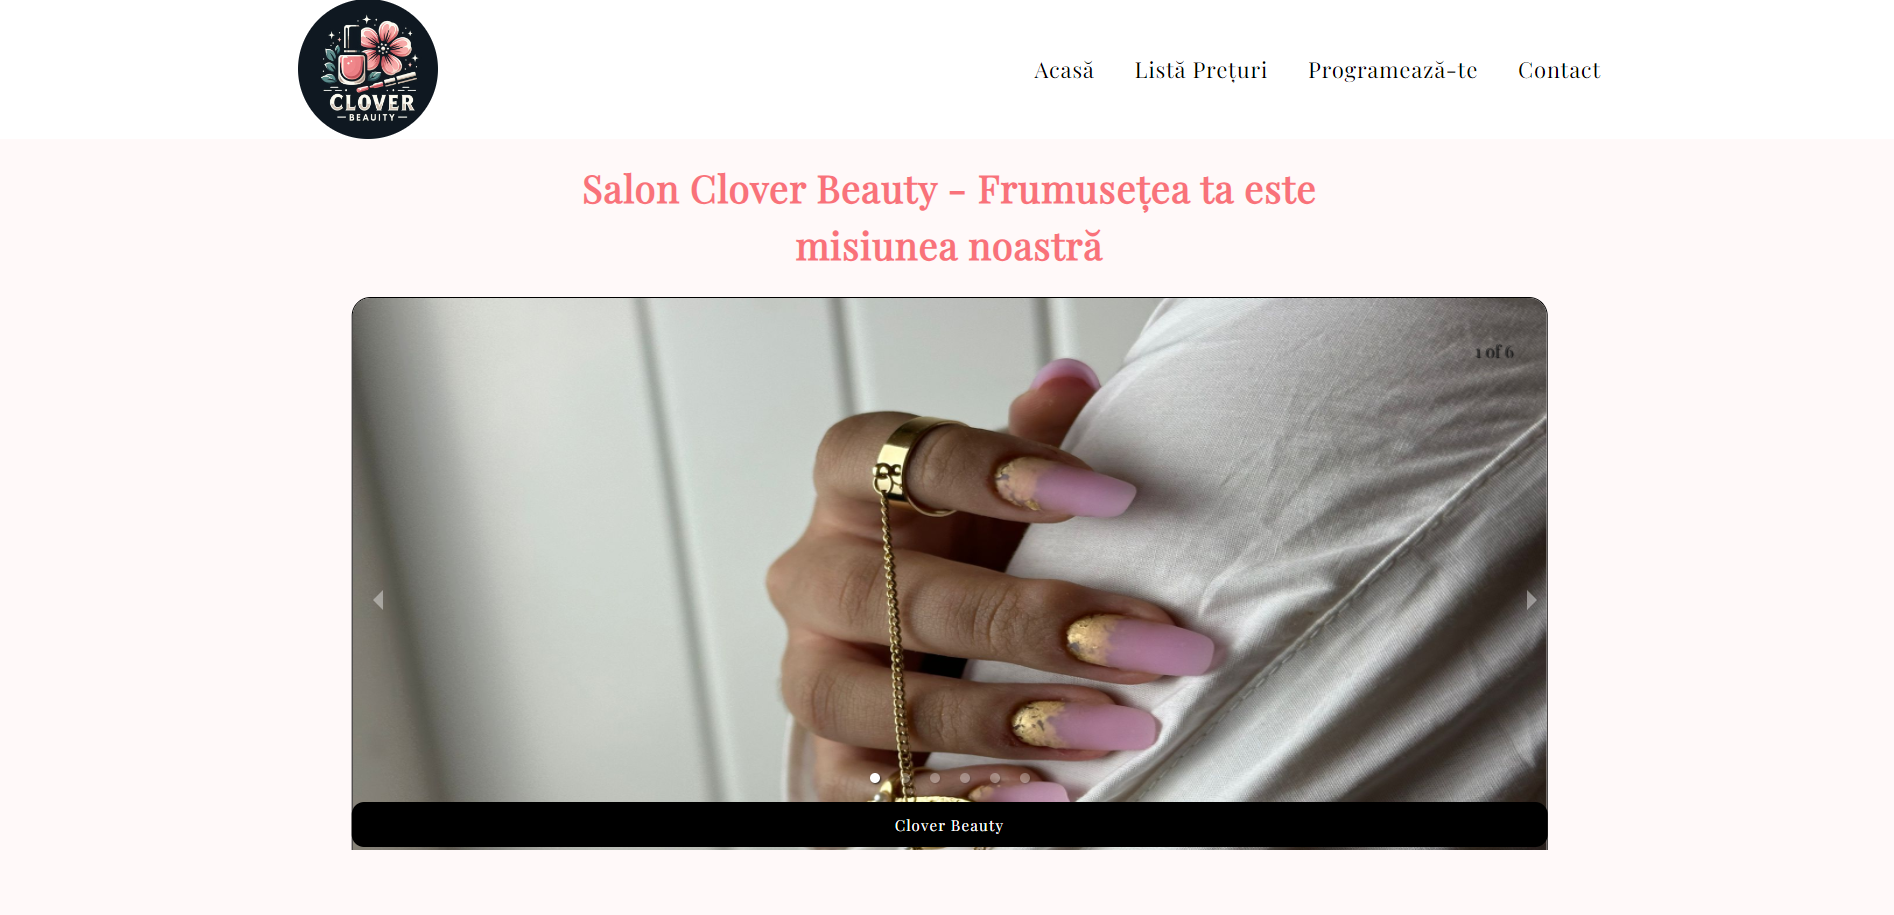 CLOVER
BEAUITY
Acasă Listă Prețuri Programează-te Contact
Salon Clover Beauty - Frumusețea ta este
misiunea noastră
1 of 6
Clover Beauty